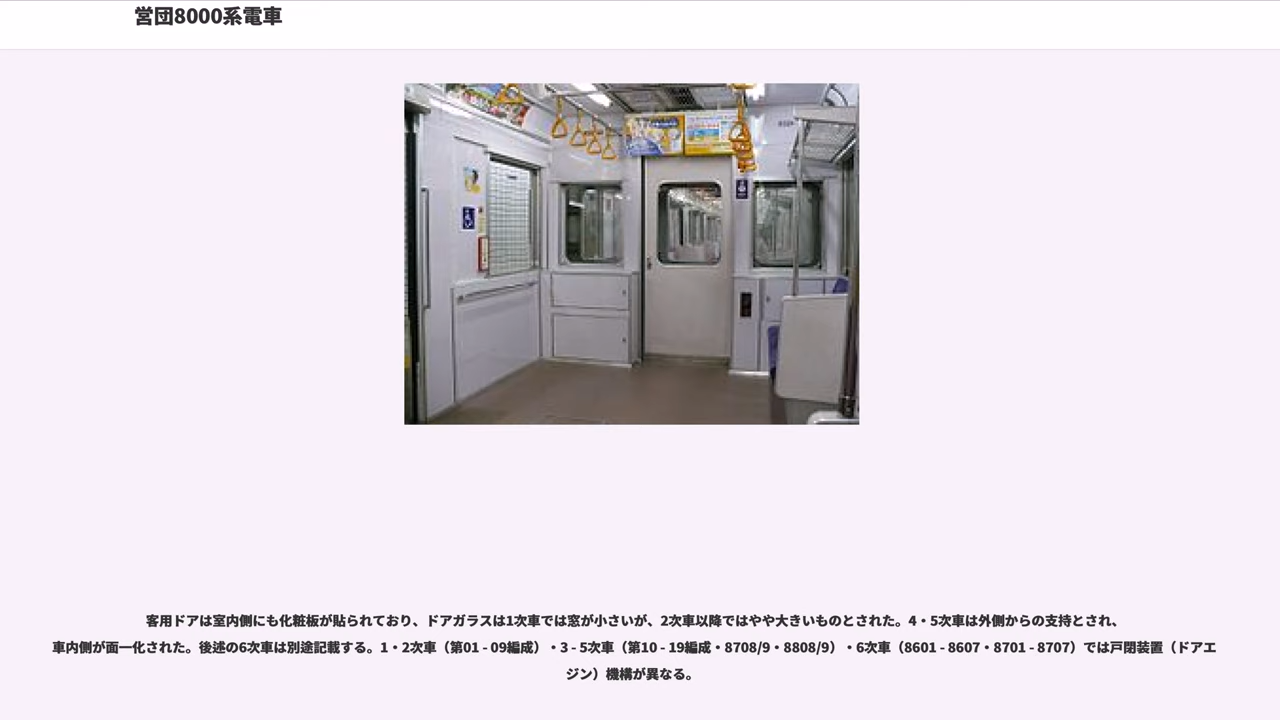 営団8000系電車
客用ドアは室内側にも化粧板が貼られており、ドアガラスは1次車では窓が小さいが、2次車以降ではやや大きいものとされた。4・5次車は外側からの支持とされ、
車内側が面一化された。後述の6次車は別途記載する。1・2次車（第01 - 09編成）・3 - 5次車（第10 - 19編成・8708/9・8808/9）・6次車（8601 - 8607・8701 - 8707）では戸閉装置（ドアエ
ジン）機構が異なる。